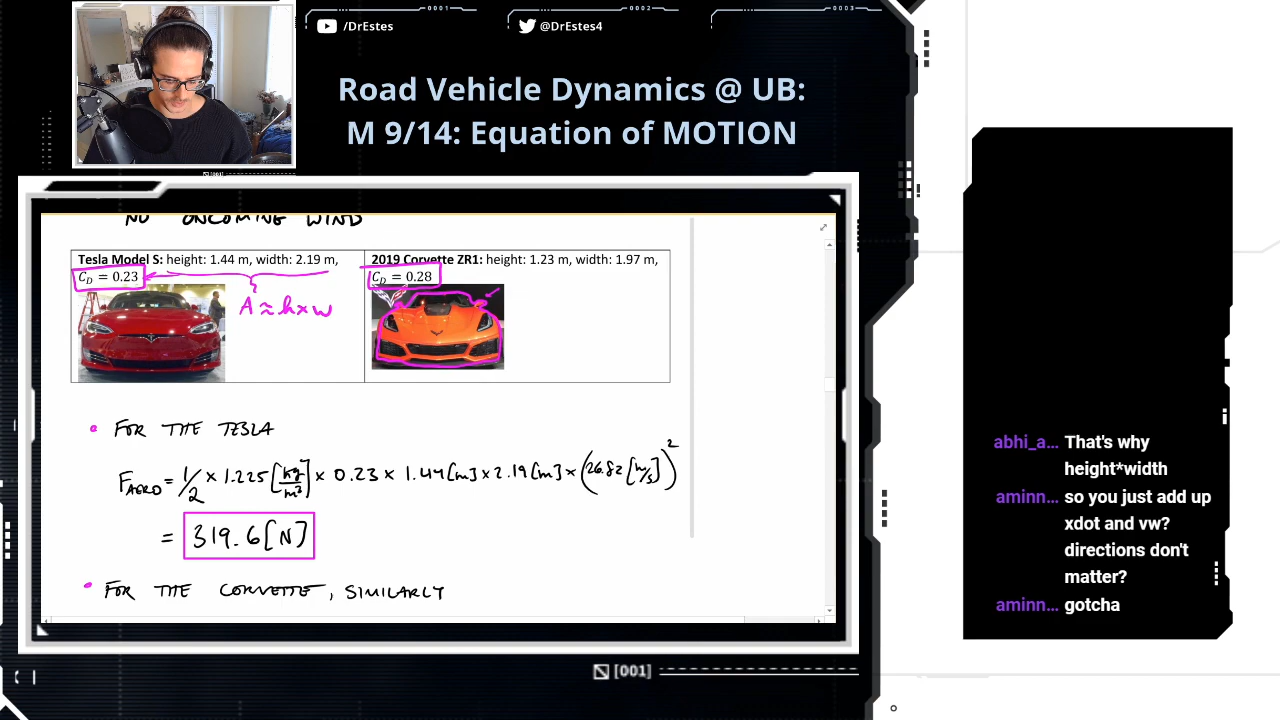 0001
0002
0003
/DrEstes
@DrEstes4
Road Vehicle Dynamics @ UB:
M 9/14: Equation of MOTION
[001]
NO ONCOMING WIND
Tesla Model S: height: 1.44 m, width: 2.19 m,
C_D = 0.23
A ≈ h×w
2019 Corvette ZR1: height: 1.23 m, width: 1.97 m,
C_D = 0.28
• FOR THE TESLA
F_AERO = 1/2 × 1.225 [kg/m³] × 0.23 × 1.44 [m] × 2.19 [m] × (26.82 [m/s])²
= 319.6 [N]
• FOR THE CORVETTE, SIMILARLY
[001]
abhi_a... That's why
height*width
aminn... so you just add up
xdot and vw?
directions don't
matter?
aminn... gotcha